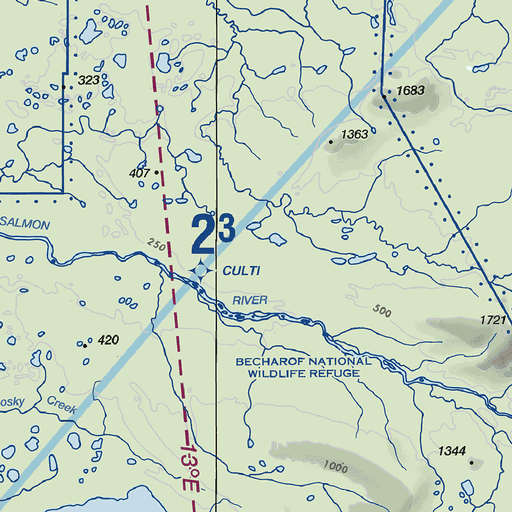 323
1683
1363
407
SALMON
2³
250
CULTI
RIVER
500
1721
420
BECHAROF NATIONAL
WILDLIFE REFUGE
osky Creek
13°E
1344
1000